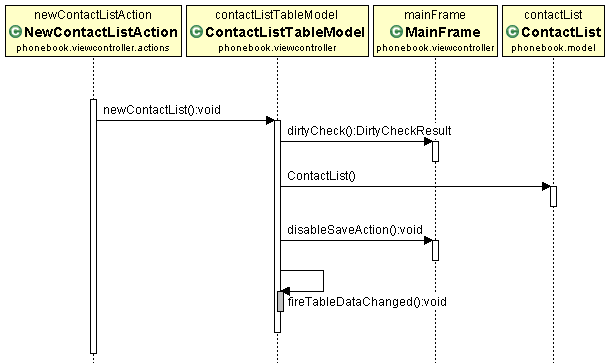 newContactListAction
C NewContactListAction
phonebook.viewcontroller.actions
contactListTableModel
C ContactListTableModel
phonebook.viewcontroller
mainFrame
C MainFrame
phonebook.viewcontroller
contactList
C ContactList
phonebook.model
newContactList():void
dirtyCheck():DirtyCheckResult
ContactList()
disableSaveAction():void
fireTableDataChanged():void